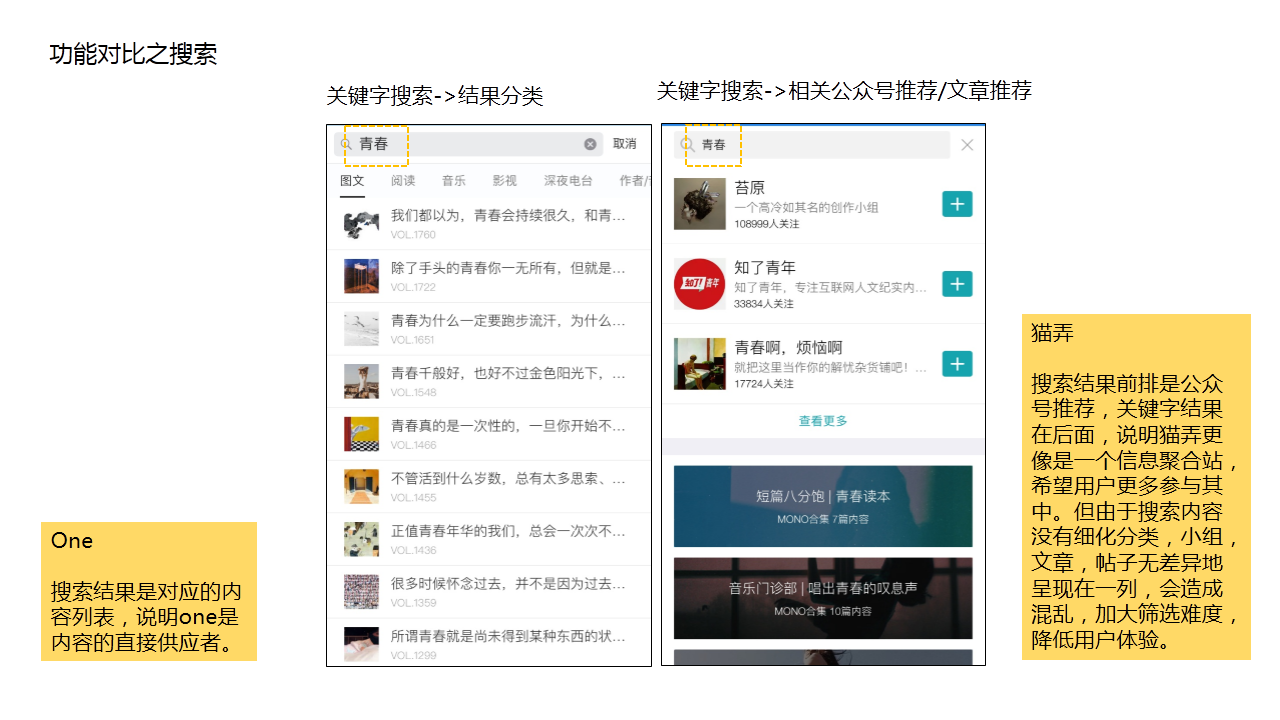 功能对比之搜索
关键字搜索->结果分类
关键字搜索->相关公众号推荐/文章推荐
青春
取消
图文
阅读
音乐
影视
深夜电台
作者/
我们都以为，青春会持续很久，和青...
VOL.1760
除了手头的青春你一无所有，但就是...
VOL.1722
青春为什么一定要跑步流汗，为什么...
VOL.1651
青春千般好，也好不过金色阳光下，...
VOL.1548
青春真的是一次性的，一旦你开始不...
VOL.1466
不管活到什么岁数，总有太多思索、...
VOL.1455
正值青春年华的我们，总会一次次不...
VOL.1436
很多时候怀念过去，并不是因为过去...
VOL.1359
所谓青春就是尚未得到某种东西的状...
VOL.1299
青春
苔原
一个高冷如其名的创作小组
108999人关注
知了!青年
知了青年
知了青年，专注互联网人文纪实内...
33834人关注
青春啊，烦恼啊
就把这里当作你的解忧杂货铺吧！...
17724人关注
查看更多
短篇八分饱 | 青春读本
MONO合集 7篇内容
音乐门诊部 | 唱出青春的叹息声
MONO合集 10篇内容
One
搜索结果是对应的内
容列表，说明one是
内容的直接供应者。
猫弄
搜索结果前排是公众
号推荐，关键字结果
在后面，说明猫弄更
像是一个信息聚合站，
希望用户更多参与其
中。但由于搜索内容
没有细化分类，小组，
文章，帖子无差异地
呈现在一列，会造成
混乱，加大筛选难度，
降低用户体验。